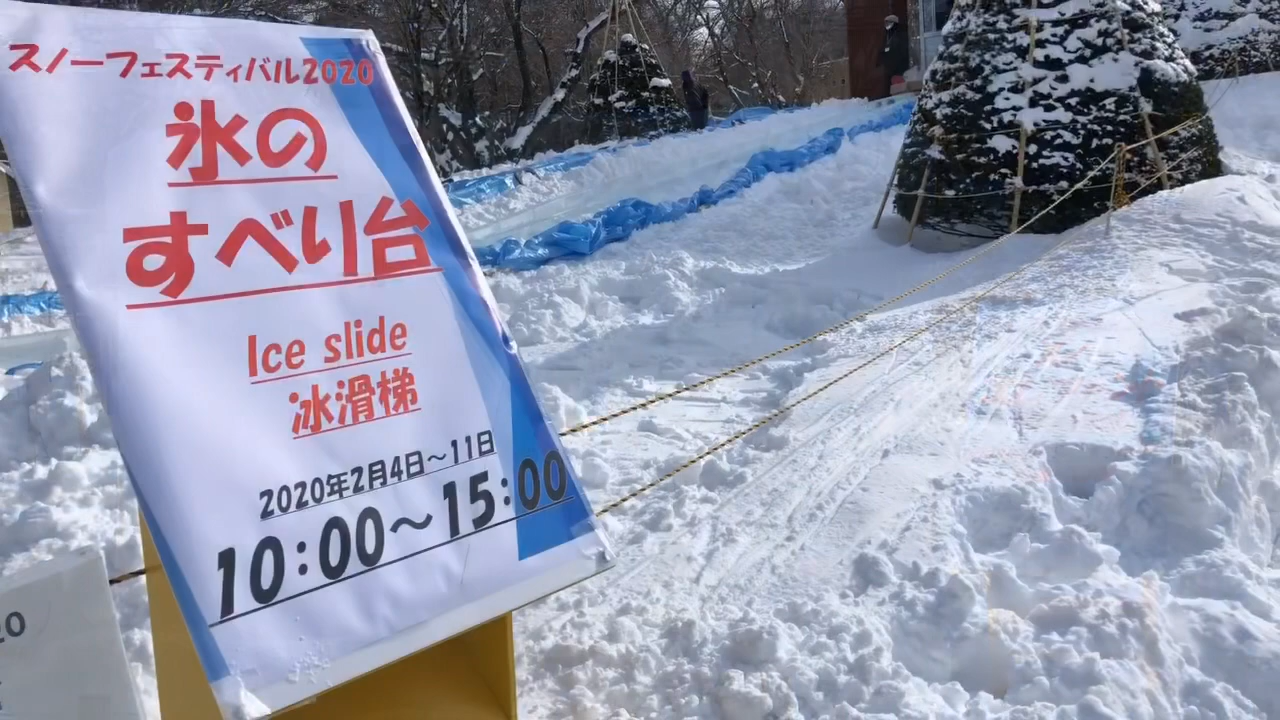 スノーフェスティバル2020
氷の
すべり台
Ice slide
冰滑梯
2020年2月4日～11日
10:00～15:00